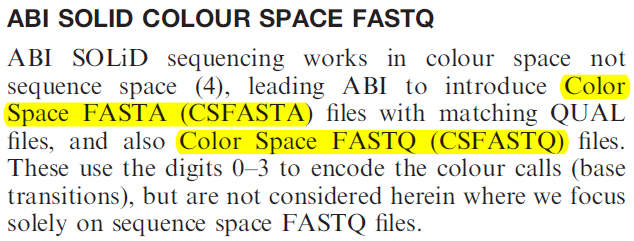 ABI SOLID COLOUR SPACE FASTQ
ABI SOLiD sequencing works in colour space not
sequence space (4), leading ABI to introduce Color
Space FASTA (CSFASTA) files with matching QUAL
files, and also Color Space FASTQ (CSFASTQ) files.
These use the digits 0–3 to encode the colour calls (base
transitions), but are not considered herein where we focus
solely on sequence space FASTQ files.